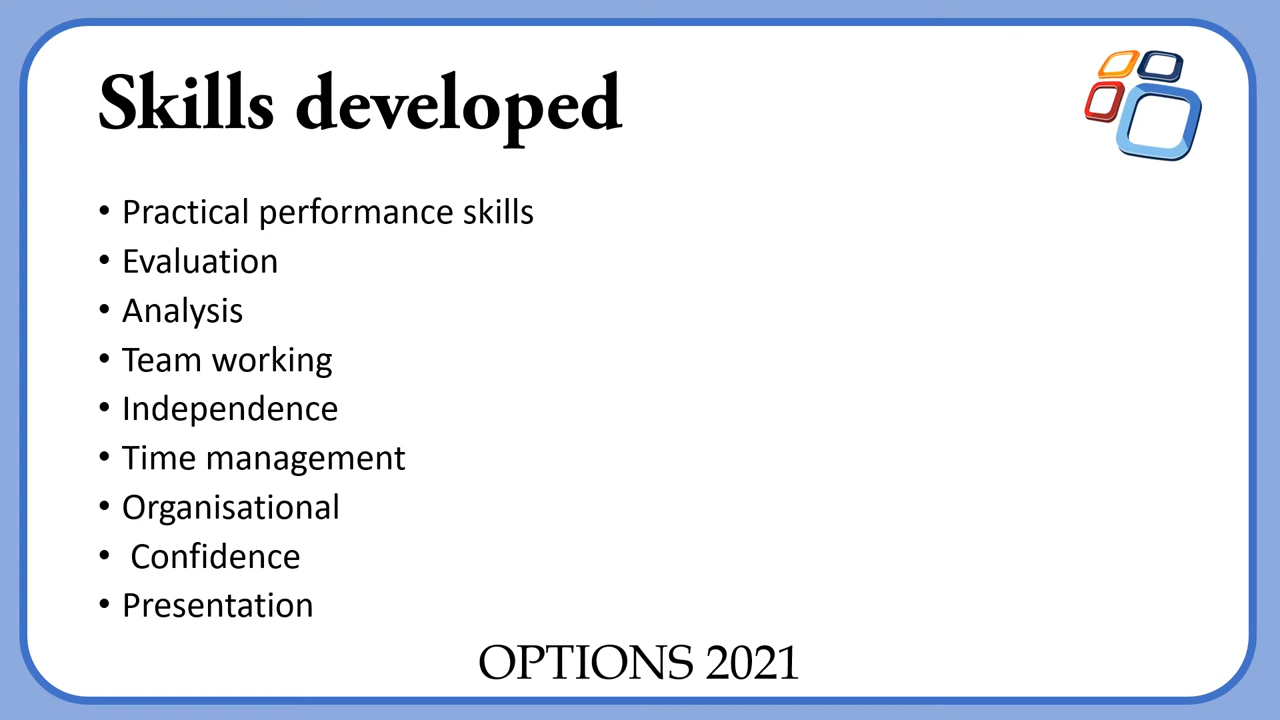 Skills developed
• Practical performance skills
• Evaluation
• Analysis
• Team working
• Independence
• Time management
• Organisational
• Confidence
• Presentation
OPTIONS 2021